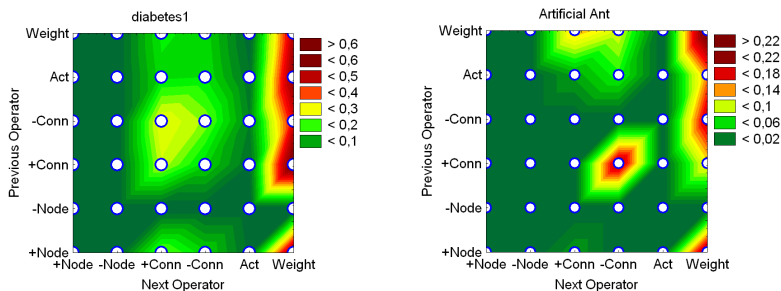 diabetes1
Weight
Act
-Conn
+Conn
-Node
+Node
Previous Operator
+Node -Node +Conn -Conn Act Weight
Next Operator
> 0,6
< 0,6
< 0,5
< 0,4
< 0,3
< 0,2
< 0,1
Artificial Ant
Weight
Act
-Conn
+Conn
-Node
+Node
Previous Operator
+Node -Node +Conn -Conn Act Weight
Next Operator
> 0,22
< 0,22
< 0,18
< 0,14
< 0,1
< 0,06
< 0,02